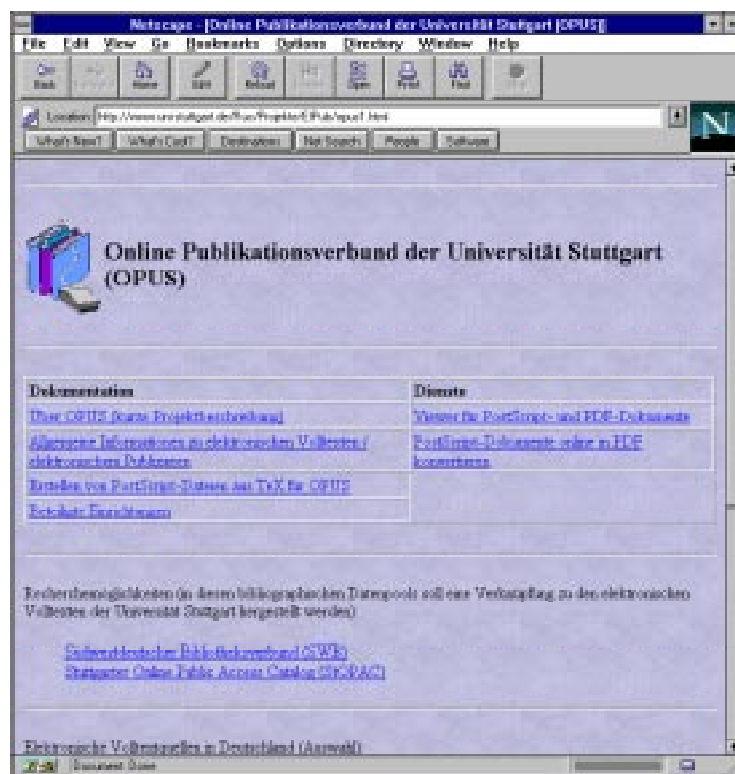 Netscape - [Online Publikationsverbund der Universität Stuttgart (OPUS)]
File Edit View Go Bookmarks Options Directory Window Help
Back Home Edit Reload Open Print Find
Location:
What's New? What's Cool? Destinations Net Search People Software
Online Publikationsverbund der Universität Stuttgart
(OPUS)
Dokumentation Dienste
Über OPUS (kurze Projektbeschreibung) Viewer für PostScript- und PDF-Dokumente
Allgemeine Informationen zu elektronischen Volltexten / PostScript-Dokumente online in PDF
elektronischen Publikationen konvertieren
Erstellen von PostScript-Dateien aus TeX für OPUS
Beteiligte Einrichtungen
Recherchemöglichkeiten (in diesen bibliographischen Datenpools soll eine Verknüpfung zu den elektronischen
Volltexten der Universität Stuttgart hergestellt werden)
Südwestdeutscher Bibliotheksverbund (SWB)
Stuttgarter Online Public Access Catalog (StOPAC)
Elektronische Volltextquellen in Deutschland (Auswahl)
Document: Done